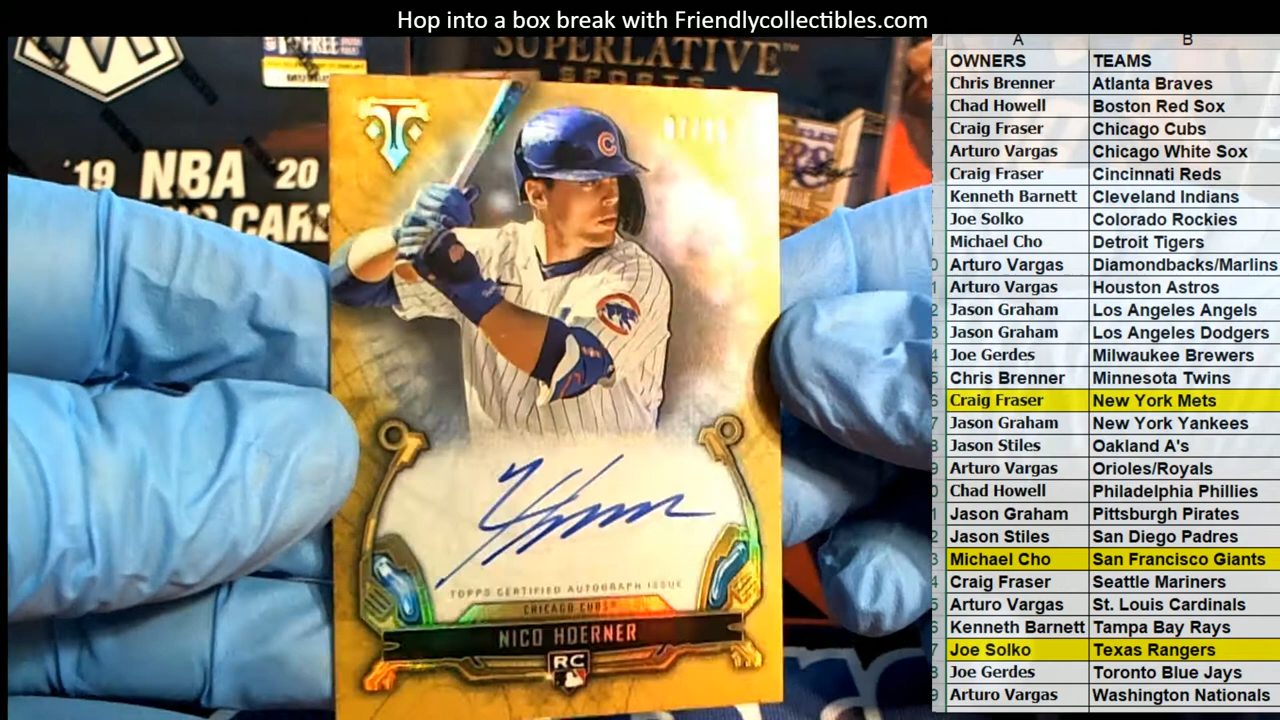 Hop into a box break with Friendlycollectibles.com
SUPERLATIVE™
SPORTS
'19 NBA '20
TOPPS CERTIFIED AUTOGRAPH ISSUE
CHICAGO CUBS
NICO HOERNER
RC
A B
OWNERS TEAMS
Chris Brenner Atlanta Braves
Chad Howell Boston Red Sox
Craig Fraser Chicago Cubs
Arturo Vargas Chicago White Sox
Craig Fraser Cincinnati Reds
Kenneth Barnett Cleveland Indians
Joe Solko Colorado Rockies
Michael Cho Detroit Tigers
Arturo Vargas Diamondbacks/Marlins
Arturo Vargas Houston Astros
Jason Graham Los Angeles Angels
Jason Graham Los Angeles Dodgers
Joe Gerdes Milwaukee Brewers
Chris Brenner Minnesota Twins
Craig Fraser New York Mets
Jason Graham New York Yankees
Jason Stiles Oakland A's
Arturo Vargas Orioles/Royals
Chad Howell Philadelphia Phillies
Jason Graham Pittsburgh Pirates
Jason Stiles San Diego Padres
Michael Cho San Francisco Giants
Craig Fraser Seattle Mariners
Arturo Vargas St. Louis Cardinals
Kenneth Barnett Tampa Bay Rays
Joe Solko Texas Rangers
Joe Gerdes Toronto Blue Jays
Arturo Vargas Washington Nationals